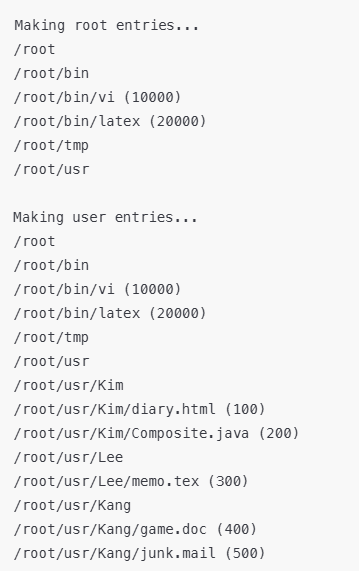 Making root entries...
/root
/root/bin
/root/bin/vi (10000)
/root/bin/latex (20000)
/root/tmp
/root/usr

Making user entries...
/root
/root/bin
/root/bin/vi (10000)
/root/bin/latex (20000)
/root/tmp
/root/usr
/root/usr/Kim
/root/usr/Kim/diary.html (100)
/root/usr/Kim/Composite.java (200)
/root/usr/Lee
/root/usr/Lee/memo.tex (300)
/root/usr/Kang
/root/usr/Kang/game.doc (400)
/root/usr/Kang/junk.mail (500)